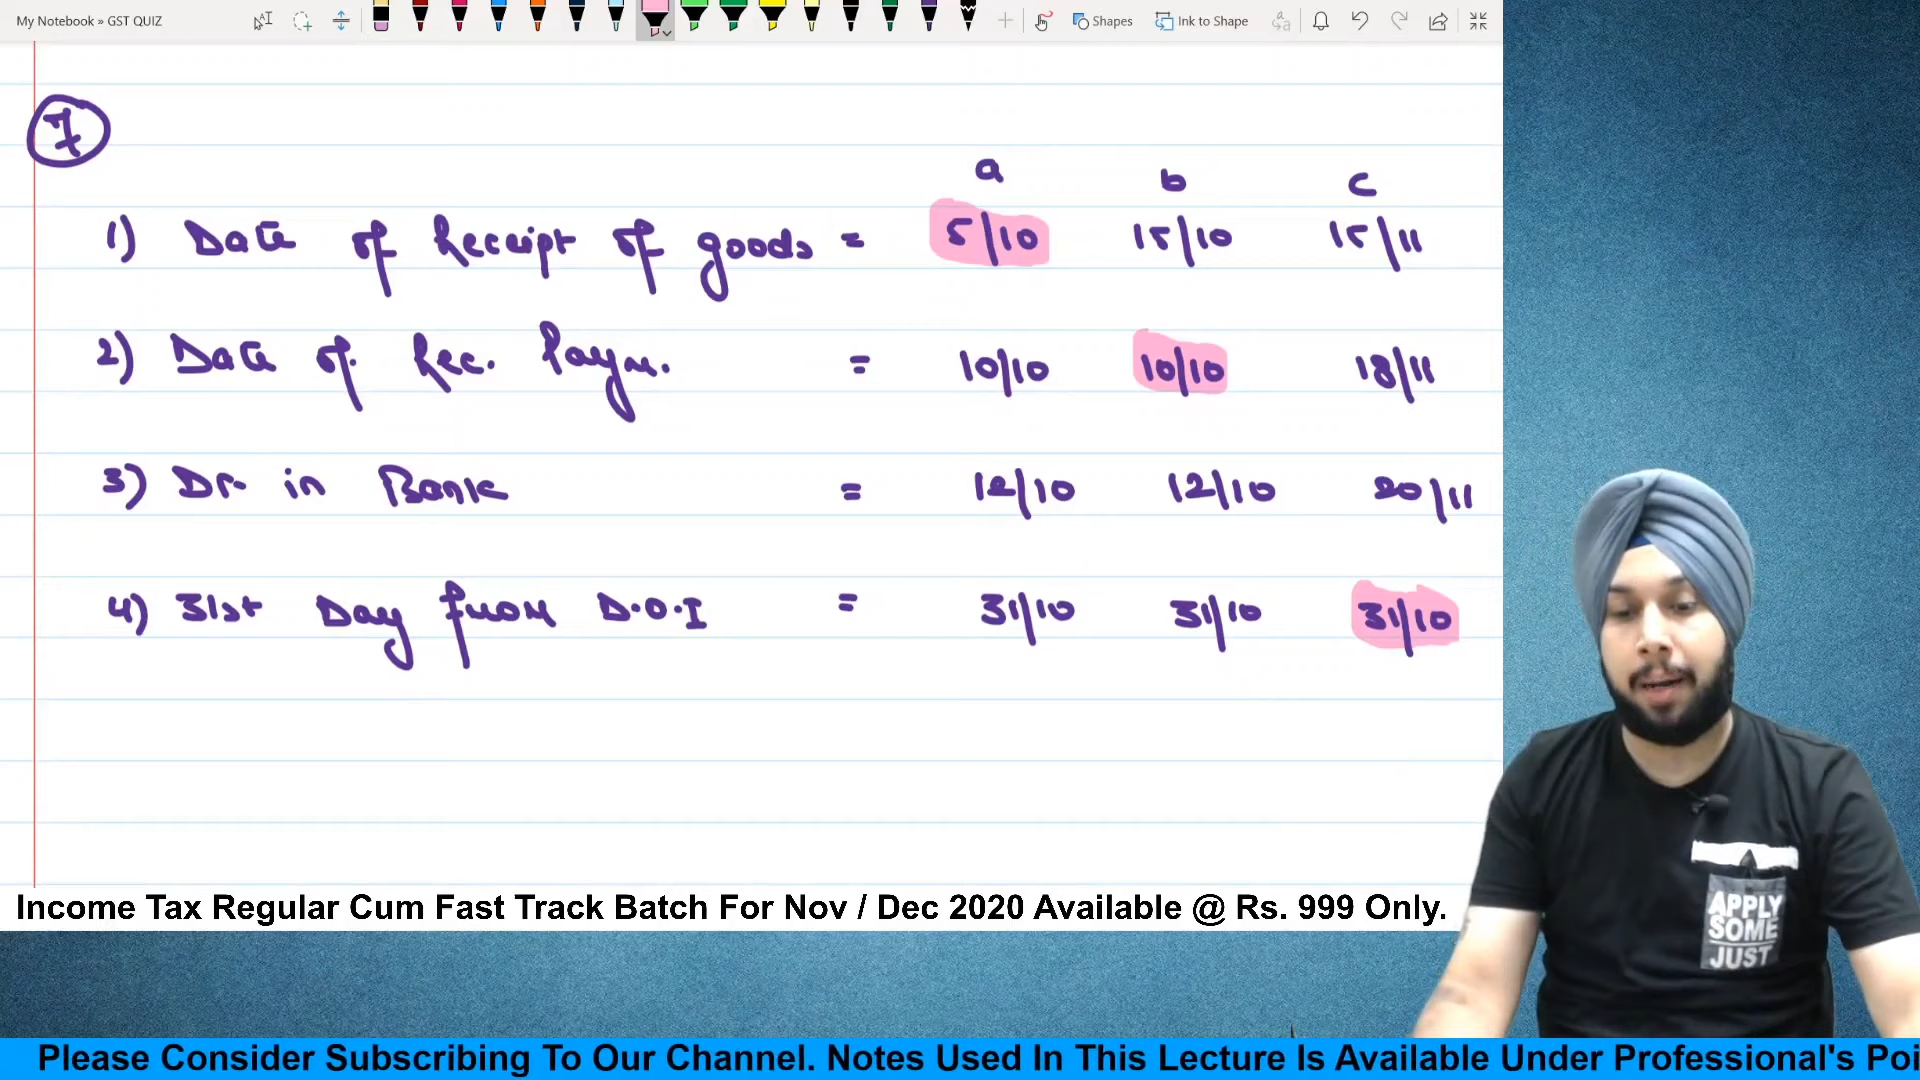 My Notebook » GST QUIZ
Shapes
Ink to Shape
7
a b c
1) Date of Receipt of goods = 5/10 15/10 15/11
2) Date of Rec. Paym. = 10/10 10/10 18/11
3) Dr in Bank = 12/10 12/10 20/11
4) 31st Day from D.O.I = 31/10 31/10 31/10
APPLY
SOME
JUST
Income Tax Regular Cum Fast Track Batch For Nov / Dec 2020 Available @ Rs. 999 Only.
Please Consider Subscribing To Our Channel. Notes Used In This Lecture Is Available Under Professional's Poi